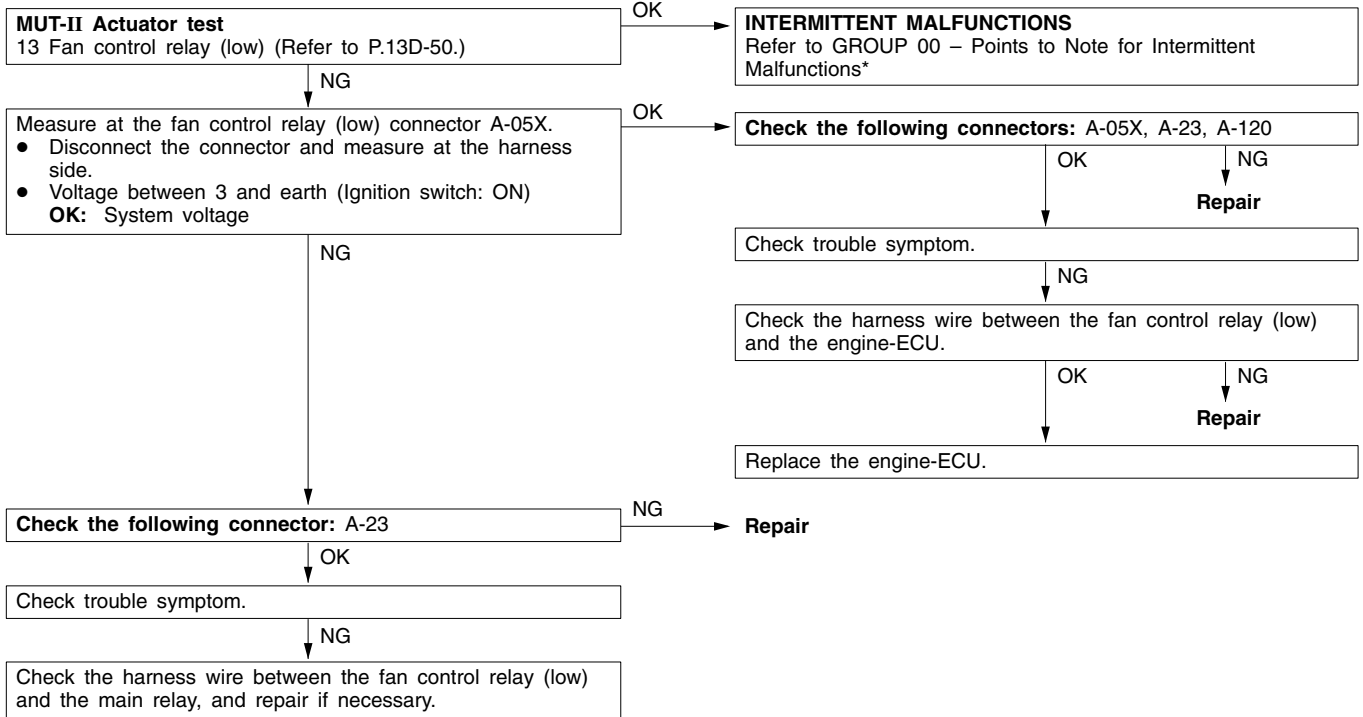 MUT-II Actuator test
13 Fan control relay (low) (Refer to P.13D-50.)
OK
INTERMITTENT MALFUNCTIONS
Refer to GROUP 00 – Points to Note for Intermittent
Malfunctions*
NG
Measure at the fan control relay (low) connector A-05X.
● Disconnect the connector and measure at the harness
side.
● Voltage between 3 and earth (Ignition switch: ON)
OK: System voltage
OK
Check the following connectors: A-05X, A-23, A-120
OK
NG
Repair
Check trouble symptom.
NG
Check the harness wire between the fan control relay (low)
and the engine-ECU.
OK
NG
Repair
Replace the engine-ECU.
NG
Check the following connector: A-23
NG
Repair
OK
Check trouble symptom.
NG
Check the harness wire between the fan control relay (low)
and the main relay, and repair if necessary.